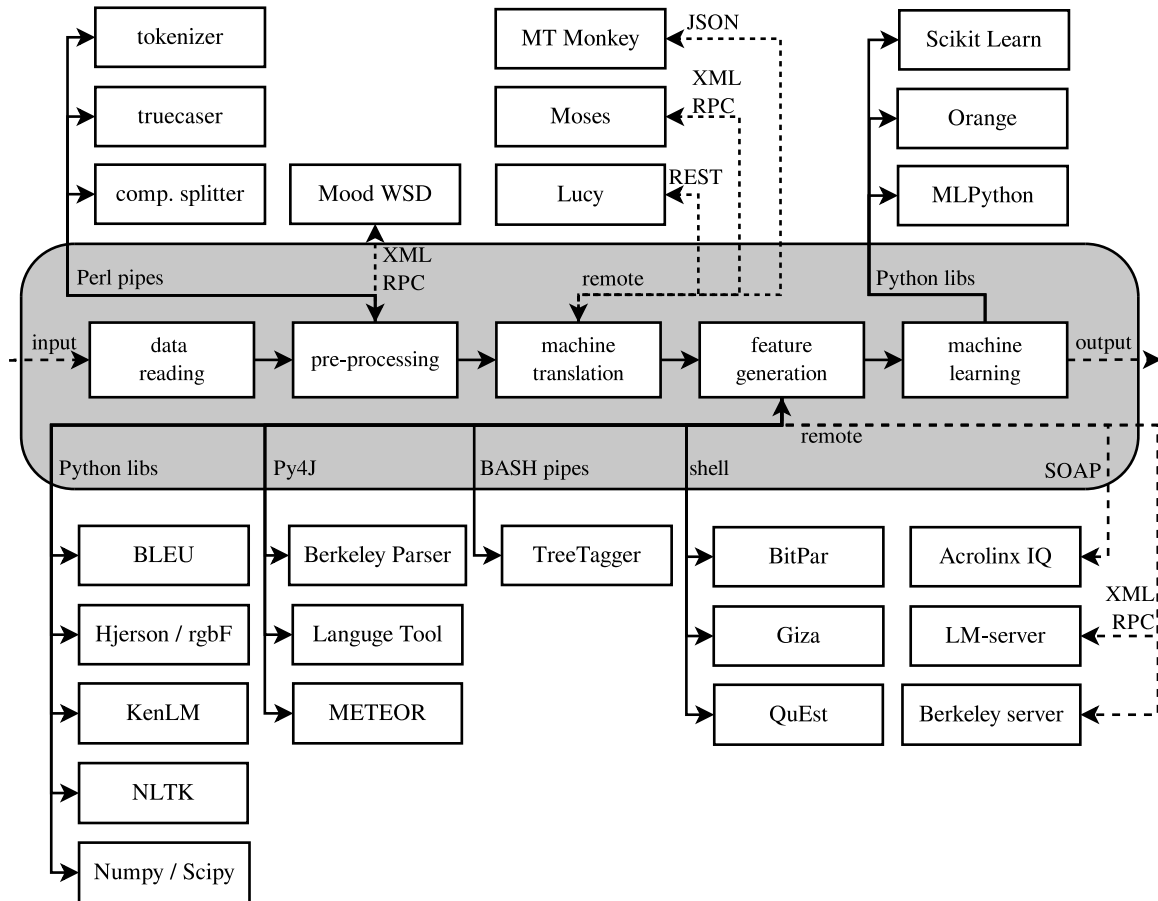 tokenizer
MT Monkey
JSON
Scikit Learn
truecaser
Moses
XML
RPC
Orange
comp. splitter
Mood WSD
Lucy
REST
MLPython
Perl pipes
XML
RPC
remote
Python libs
input
data
reading
pre-processing
machine
translation
feature
generation
machine
learning
output
remote
Python libs
Py4J
BASH pipes
shell
SOAP
BLEU
Berkeley Parser
TreeTagger
BitPar
Acrolinx IQ
Hjerson / rgbF
Languge Tool
Giza
LM-server
XML
RPC
KenLM
METEOR
QuEst
Berkeley server
NLTK
Numpy / Scipy